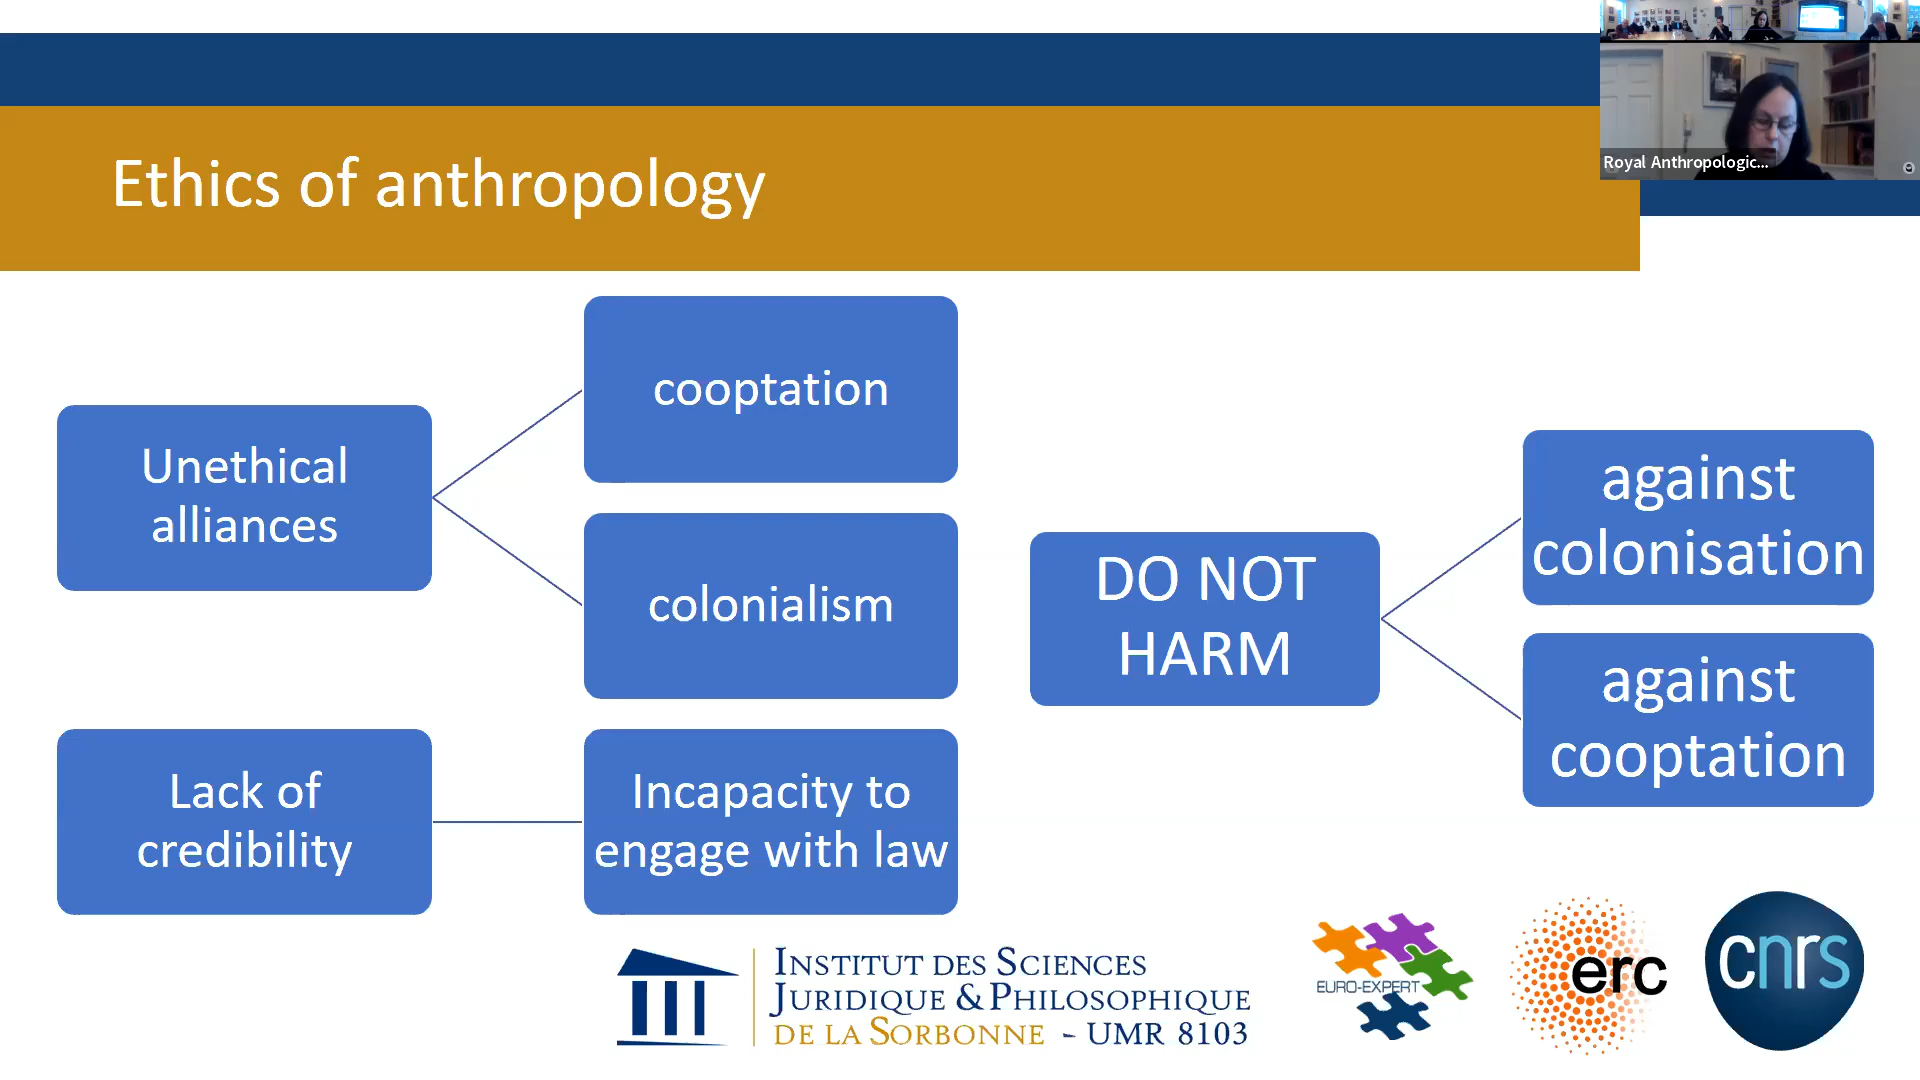 Ethics of anthropology
Royal Anthropologic...
Unethical
alliances
cooptation
colonialism
Lack of
credibility
Incapacity to
engage with law
DO NOT
HARM
against
colonisation
against
cooptation
INSTITUT DES SCIENCES
JURIDIQUE & PHILOSOPHIQUE
DE LA SORBONNE - UMR 8103
EURO-EXPERT
erc
cnrs